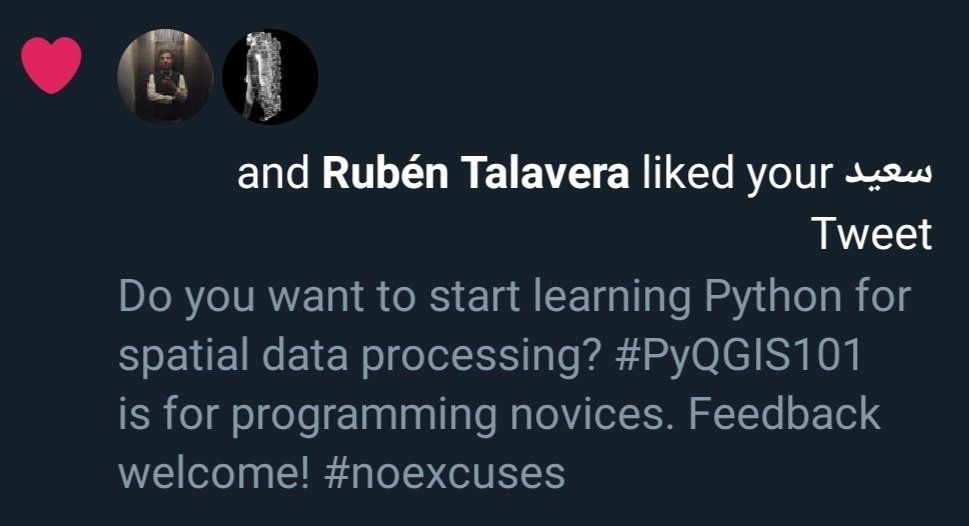 سعيد and Rubén Talavera liked your
Tweet
Do you want to start learning Python for
spatial data processing? #PyQGIS101
is for programming novices. Feedback
welcome! #noexcuses